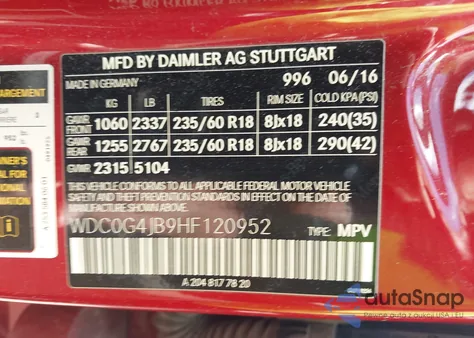 MFD BY DAIMLER AG STUTTGART
MADE IN GERMANY 996 06/16
KG LB TIRES RIM SIZE COLD KPA(PSI)
GAWR FRONT 1060 2337 235/60 R18 8Jx18 240(35)
GAWR REAR 1255 2767 235/60 R18 8Jx18 290(42)
GVWR 2315 5104
THIS VEHICLE CONFORMS TO ALL APPLICABLE FEDERAL MOTOR VEHICLE
SAFETY AND THEFT PREVENTION STANDARDS IN EFFECT ON THE DATE
OF MANUFACTURE SHOWN ABOVE.
WDC0G4JB9HF120952 TYPE: MPV
A 204 817 78 20
autoSnap